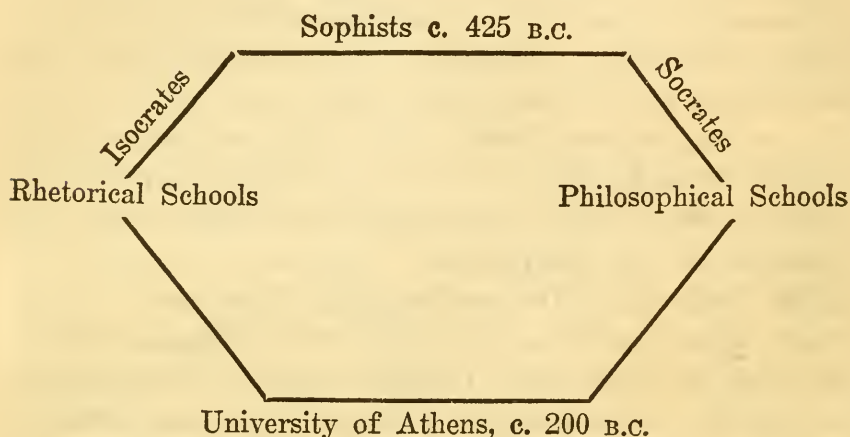 Sophists c. 425 B.C.
Isocrates
Socrates
Rhetorical Schools
Philosophical Schools
University of Athens, c. 200 B.C.